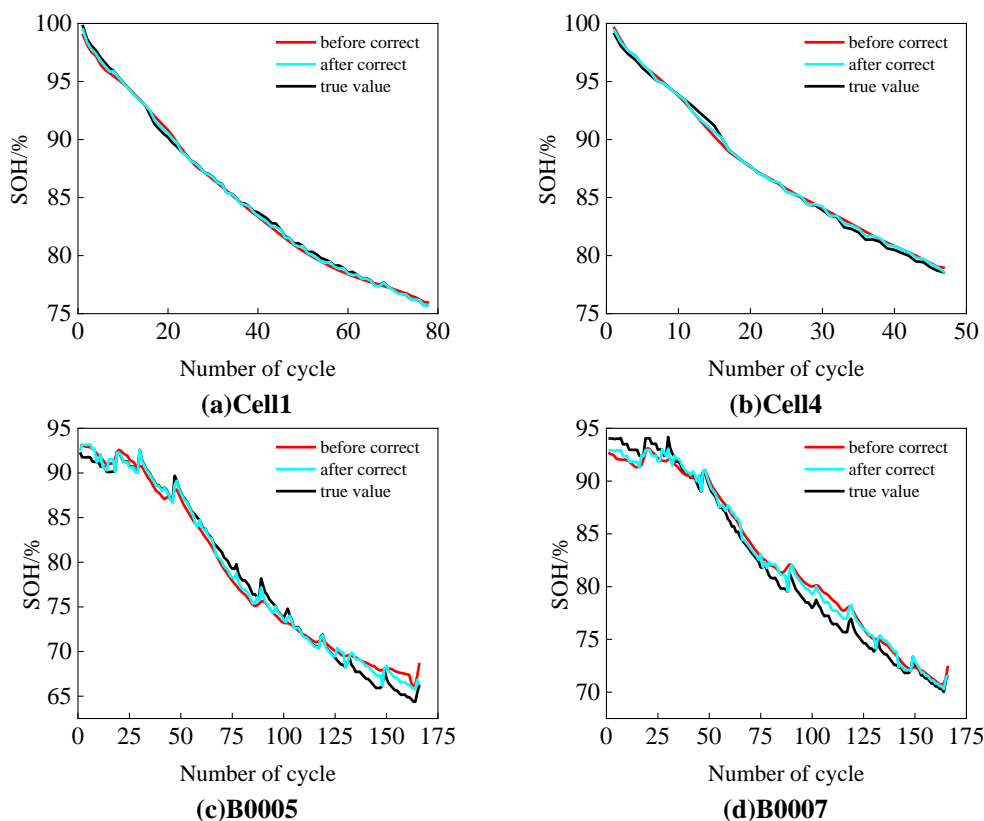 SOH/%
100
95
90
85
80
75
before correct
after correct
true value
0
20
40
60
80
Number of cycle
(a)Cell1
SOH/%
100
95
90
85
80
75
before correct
after correct
true value
0
10
20
30
40
50
Number of cycle
(b)Cell4
SOH/%
95
90
85
80
75
70
65
before correct
after correct
true value
0
25
50
75
100
125
150
175
Number of cycle
(c)B0005
SOH/%
95
90
85
80
75
70
before correct
after correct
true value
0
25
50
75
100
125
150
175
Number of cycle
(d)B0007